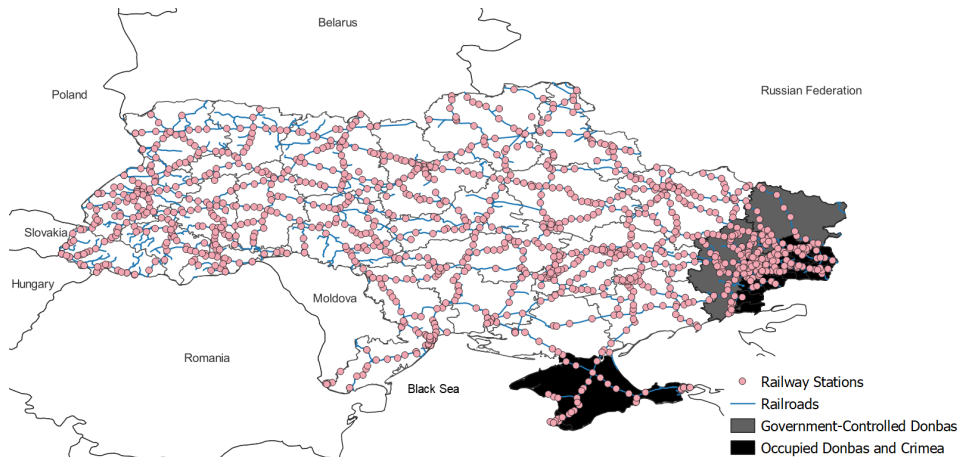 Belarus
Poland
Russian Federation
Slovakia
Hungary
Moldova
Romania
Black Sea
Railway Stations
Railroads
Government-Controlled Donbas
Occupied Donbas and Crimea